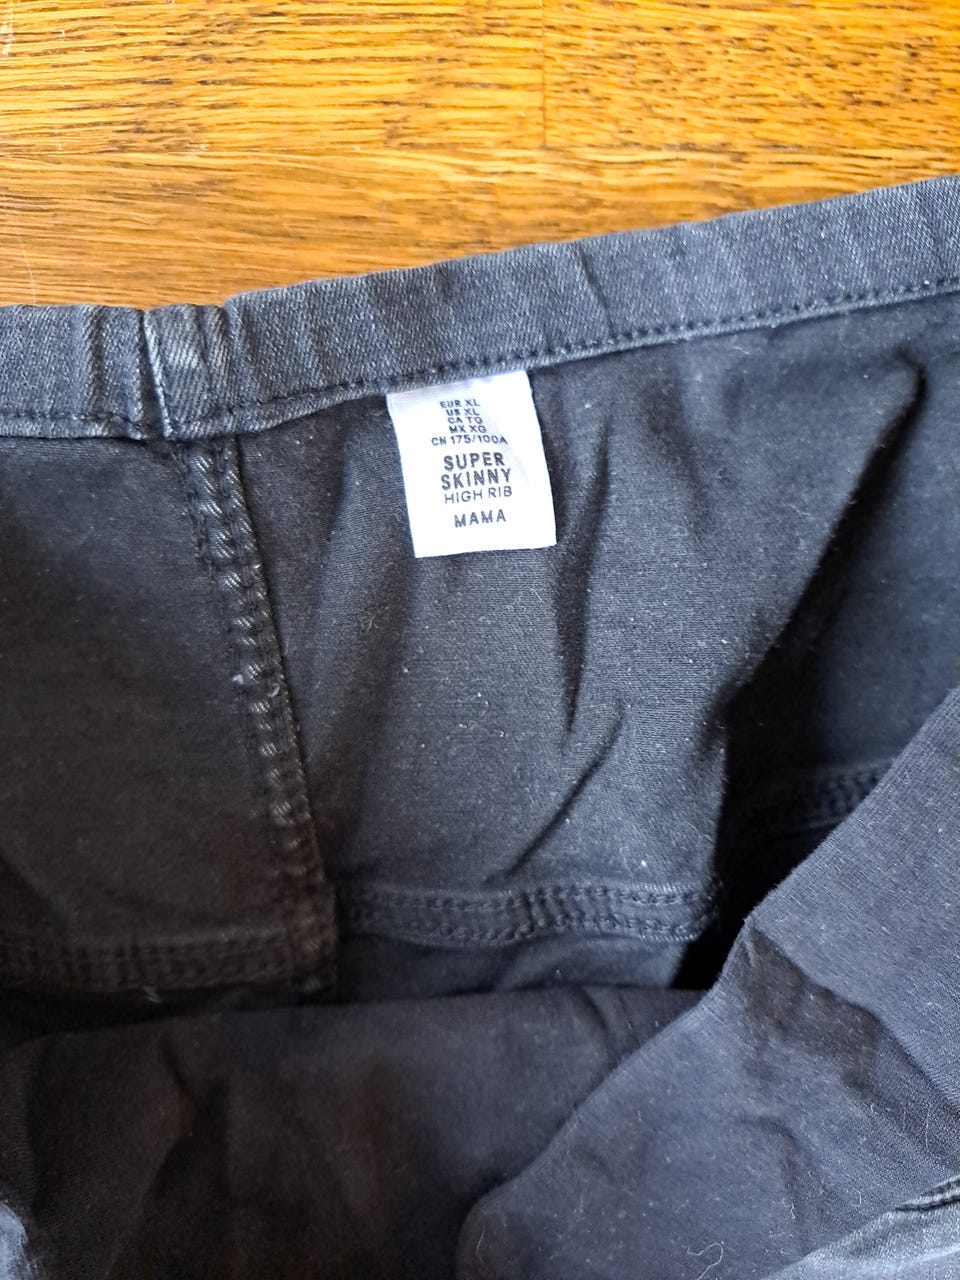 EUR XL
US XL
CA TG
MX XG
CN 175/100A
SUPER
SKINNY
HIGH RIB
MAMA